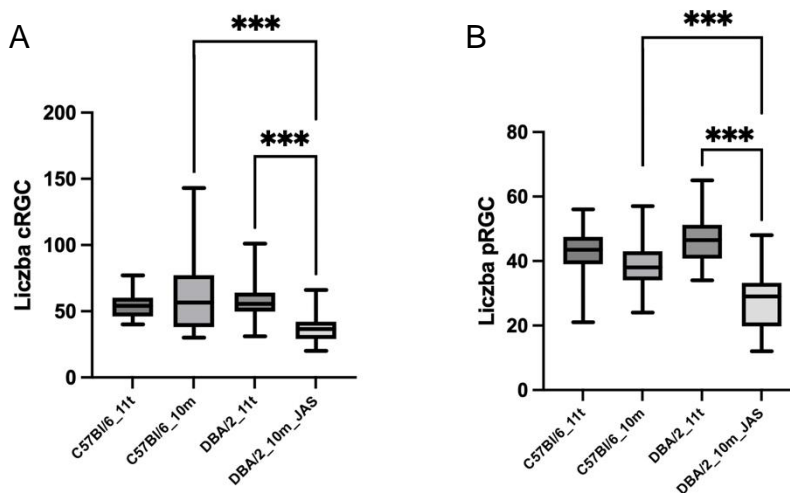 A
***
***
Liczba cRGC
200
150
100
50
0
C57Bl/6_11t
C57Bl/6_10m
DBA/2_11t
DBA/2_10m_JAS
B
***
***
Liczba pRGC
80
60
40
20
0
C57Bl/6_11t
C57Bl/6_10m
DBA/2_11t
DBA/2_10m_JAS